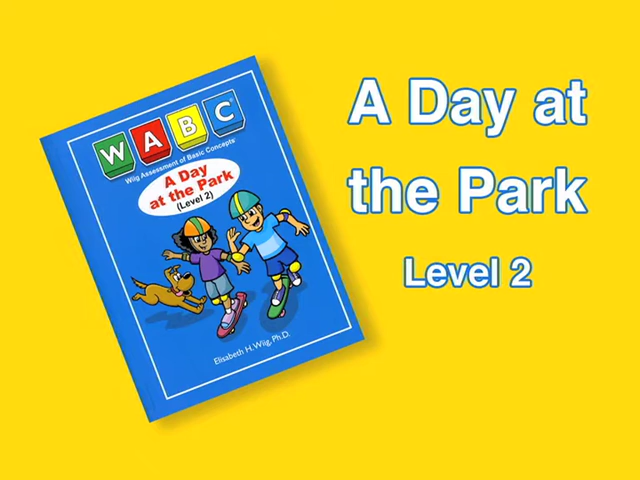 WABC
Wiig Assessment of Basic Concepts
A Day
at the Park
(Level 2)
Elisabeth H. Wiig, Ph.D.
A Day at
the Park
Level 2